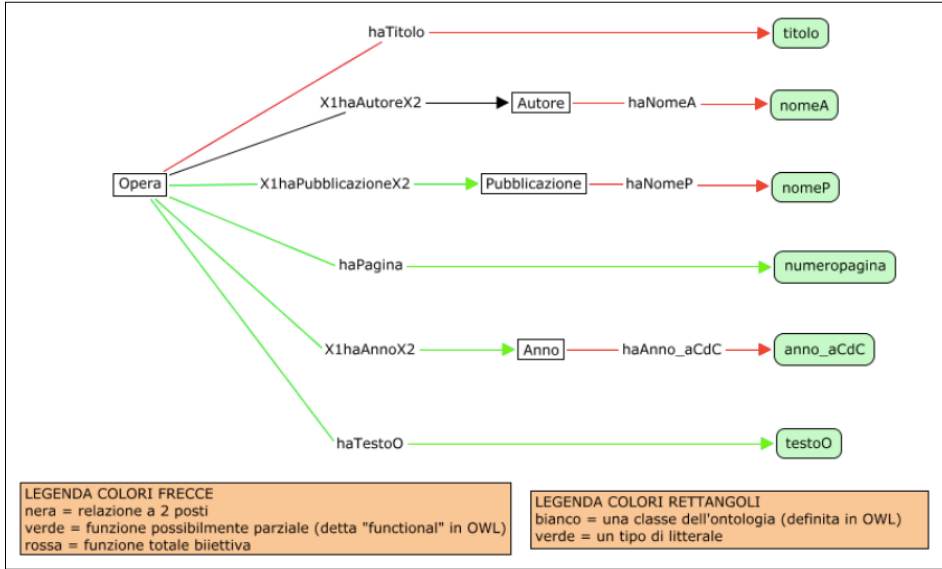 haTitolo
titolo
X1haAutoreX2
Autore
haNomeA
nomeA
Opera
X1haPubblicazioneX2
Pubblicazione
haNomeP
nomeP
haPagina
numeropagina
X1haAnnoX2
Anno
haAnno_aCdC
anno_aCdC
haTestoO
testoO
LEGENDA COLORI FRECCE
nera = relazione a 2 posti
verde = funzione possibilmente parziale (detta "functional" in OWL)
rossa = funzione totale biiettiva
LEGENDA COLORI RETTANGOLI
bianco = una classe dell'ontologia (definita in OWL)
verde = un tipo di litterale